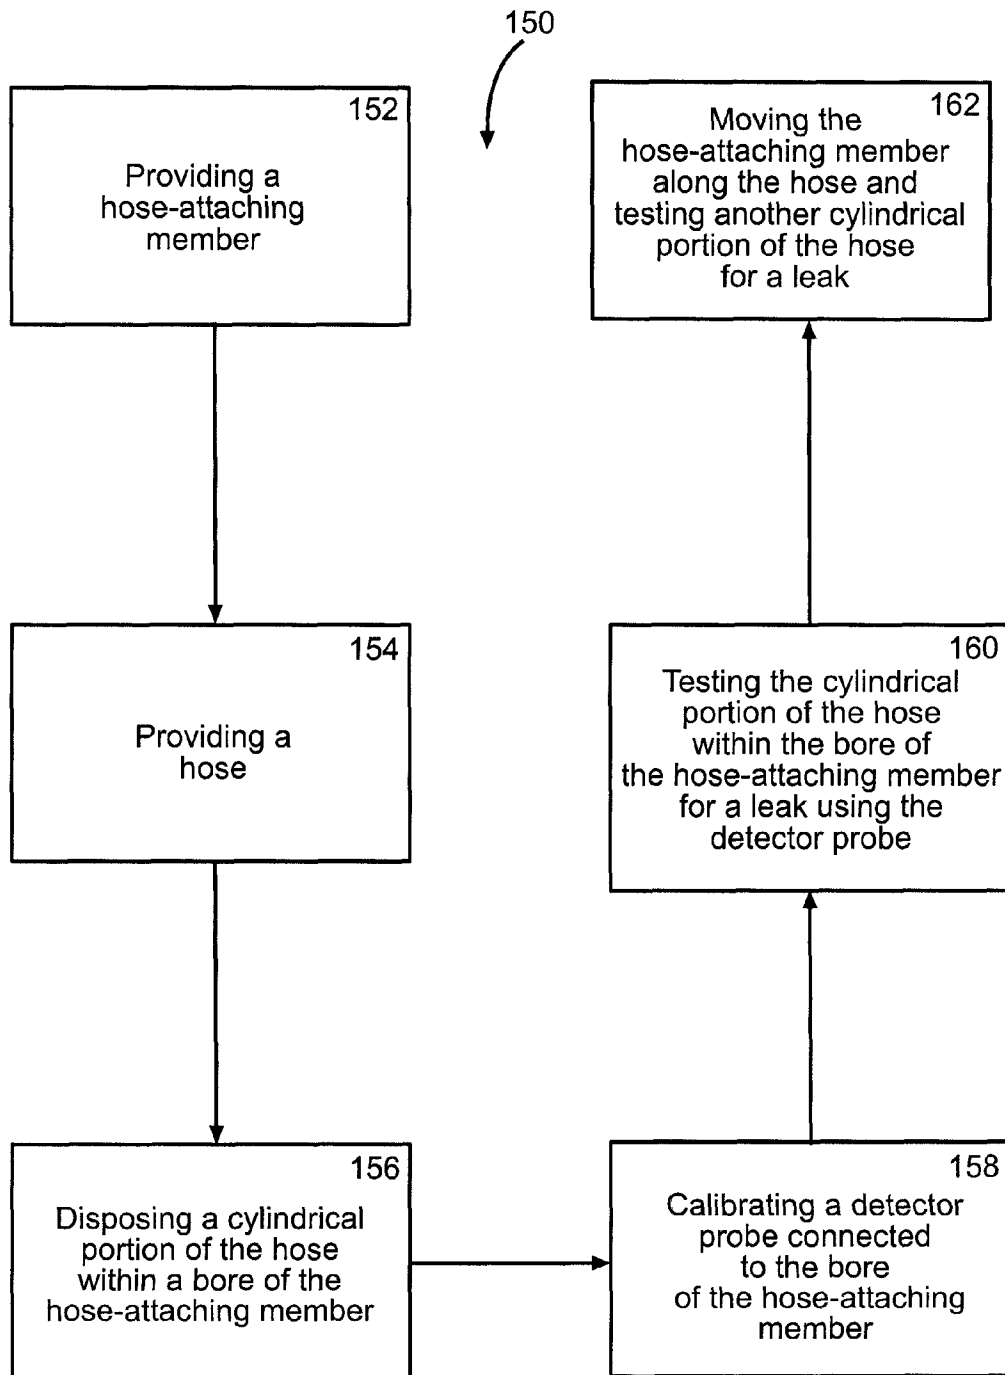 150
152
Providing a
hose-attaching
member
154
Providing a
hose
156
Disposing a cylindrical
portion of the hose
within a bore of the
hose-attaching member
158
Calibrating a detector
probe connected
to the bore
of the hose-attaching
member
160
Testing the cylindrical
portion of the hose
within the bore of
the hose-attaching member
for a leak using the
detector probe
162
Moving the
hose-attaching member
along the hose and
testing another cylindrical
portion of the hose
for a leak